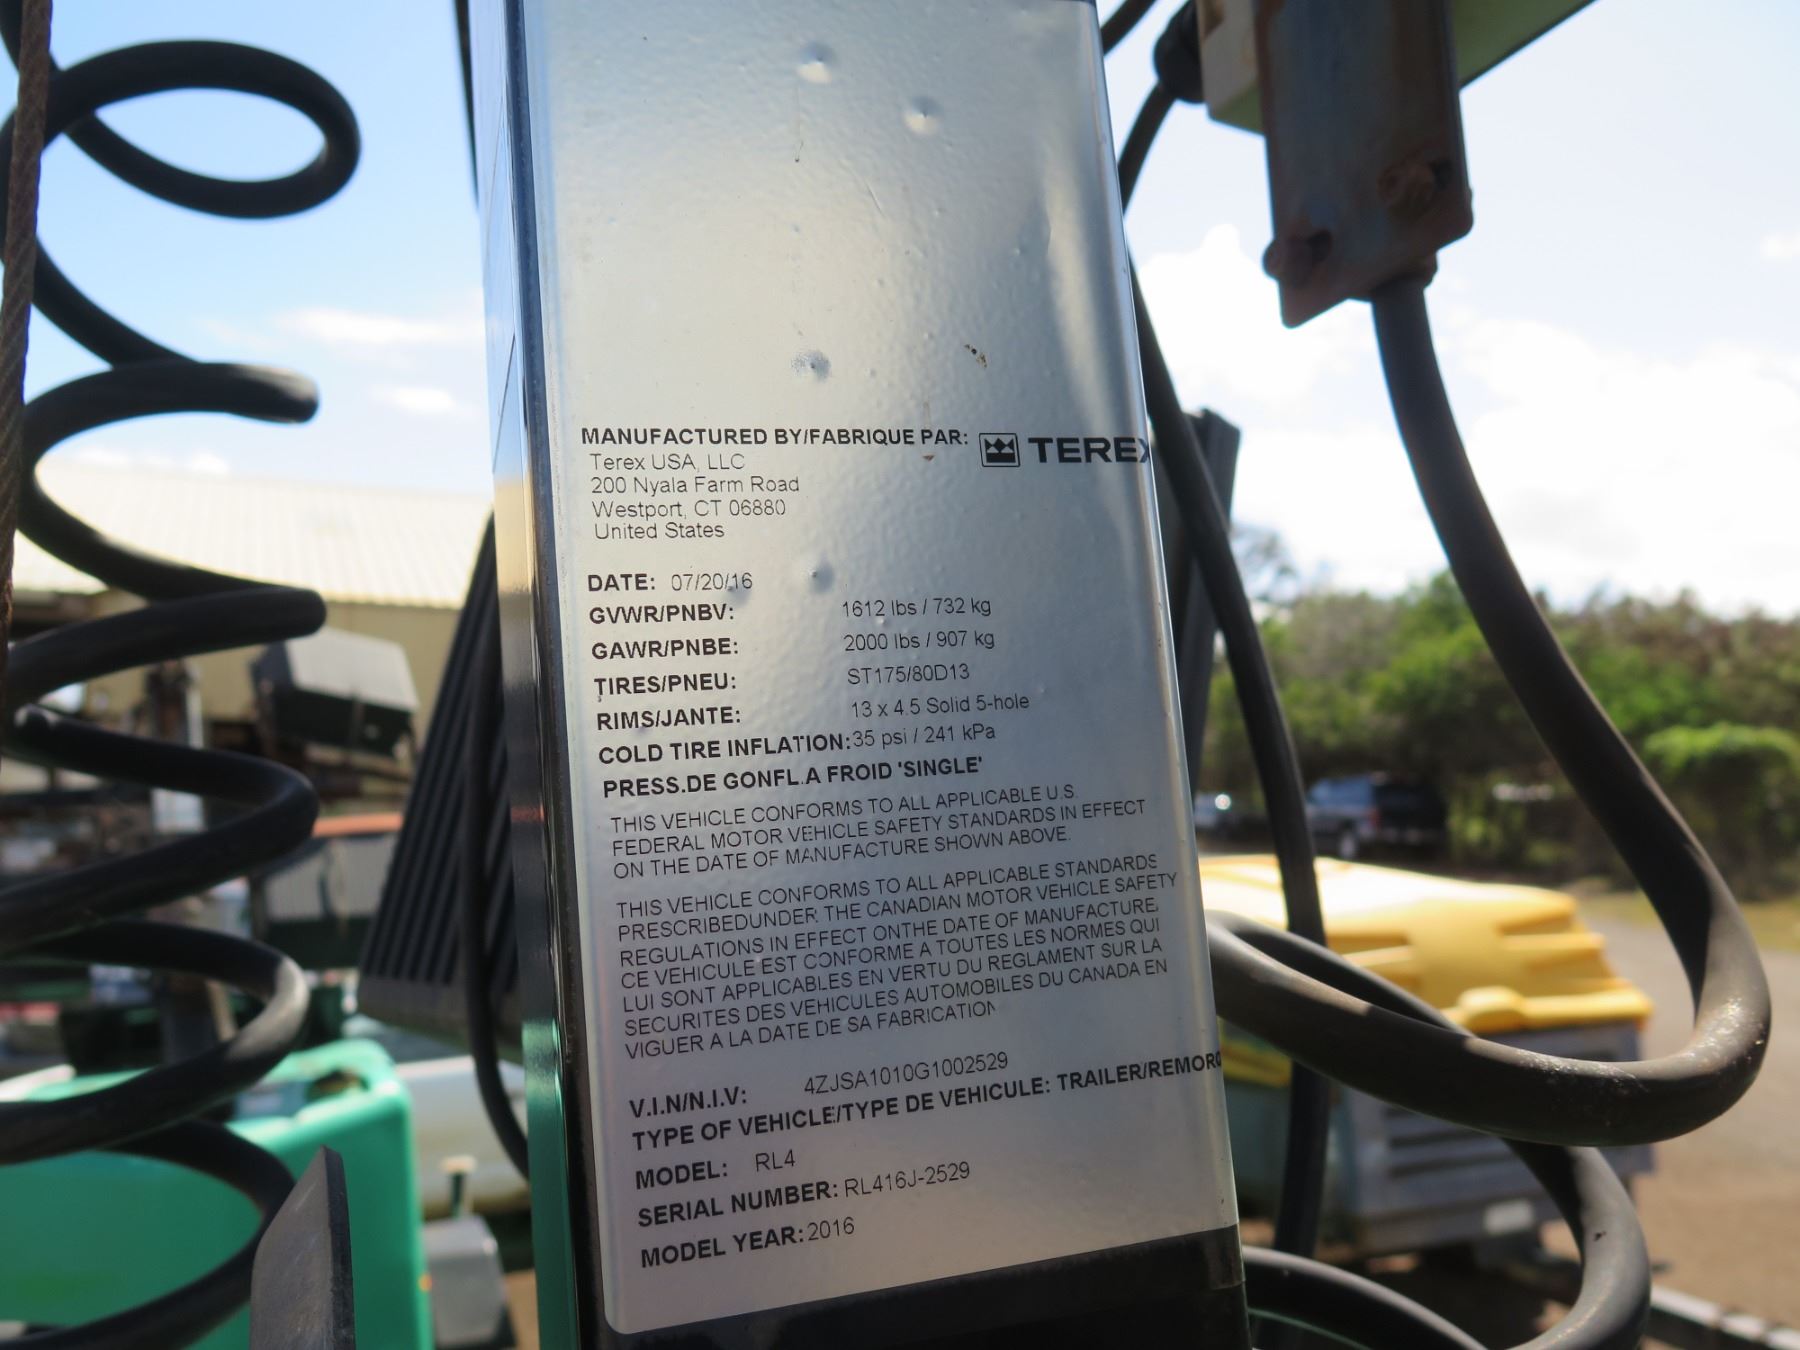 MANUFACTURED BY/FABRIQUE PAR: TEREX
Terex USA, LLC
200 Nyala Farm Road
Westport, CT 06880
United States
DATE: 07/20/16
GVWR/PNBV: 1612 lbs / 732 kg
GAWR/PNBE: 2000 lbs / 907 kg
TIRES/PNEU: ST175/80D13
RIMS/JANTE: 13 x 4.5 Solid 5-hole
COLD TIRE INFLATION: 35 psi / 241 kPa
PRESS.DE GONFL.A FROID 'SINGLE'
THIS VEHICLE CONFORMS TO ALL APPLICABLE U.S.
FEDERAL MOTOR VEHICLE SAFETY STANDARDS IN EFFECT
ON THE DATE OF MANUFACTURE SHOWN ABOVE.
THIS VEHICLE CONFORMS TO ALL APPLICABLE STANDARDS
PRESCRIBEDUNDER THE CANADIAN MOTOR VEHICLE SAFETY
REGULATIONS IN EFFECT ONTHE DATE OF MANUFACTURE,
CE VEHICULE EST CONFORME A TOUTES LES NORMES QUI
LUI SONT APPLICABLES EN VERTU DU REGLEMENT SUR LA
SECURITES DES VEHICULES AUTOMOBILES DU CANADA EN
VIGUER A LA DATE DE SA FABRICATION
V.I.N/N.I.V: 4ZJSA1010G1002529
TYPE OF VEHICLE/TYPE DE VEHICULE: TRAILER/REMORQ
MODEL: RL4
SERIAL NUMBER: RL416J-2529
MODEL YEAR: 2016